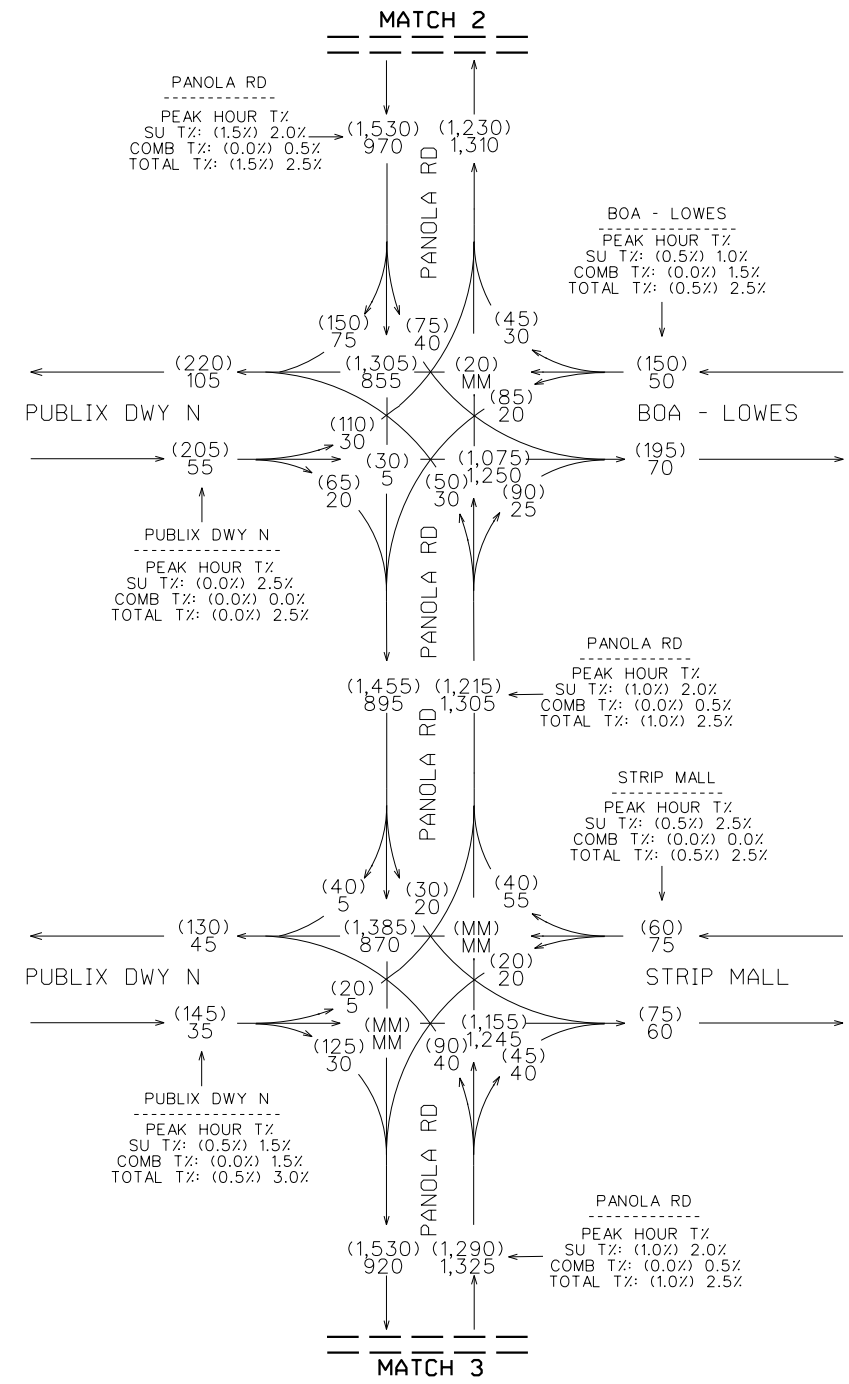 MATCH 2
PANOLA RD
PEAK HOUR T%
SU T%: (1.5%) 2.0%
COMB T%: (0.0%) 0.5%
TOTAL T%: (1.5%) 2.5%
(1,530)
970
(1,230)
1,310
PANOLA RD
BOA - LOWES
PEAK HOUR T%
SU T%: (0.5%) 1.0%
COMB T%: (0.0%) 1.5%
TOTAL T%: (0.5%) 2.5%
(150)
75
(75)
40
(45)
30
(220)
105
(1,305)
855
(20)
MM
(150)
50
(85)
20
PUBLIX DWY N
BOA - LOWES
(110)
30
(205)
55
(30)
5
(1,075)
1,250
(195)
70
(65)
20
(50)
30
(90)
25
PUBLIX DWY N
PEAK HOUR T%
SU T%: (0.0%) 2.5%
COMB T%: (0.0%) 0.0%
TOTAL T%: (0.0%) 2.5%
PANOLA RD
(1,455)
895
(1,215)
1,305
PANOLA RD
PEAK HOUR T%
SU T%: (1.0%) 2.0%
COMB T%: (0.0%) 0.5%
TOTAL T%: (1.0%) 2.5%
PANOLA RD
STRIP MALL
PEAK HOUR T%
SU T%: (0.5%) 2.5%
COMB T%: (0.0%) 0.0%
TOTAL T%: (0.5%) 2.5%
(40)
5
(30)
20
(40)
55
(130)
45
(1,385)
870
(MM)
MM
(60)
75
(20)
20
PUBLIX DWY N
STRIP MALL
(20)
5
(145)
35
(MM)
MM
(1,155)
1,245
(75)
60
(125)
30
(90)
40
(45)
40
PUBLIX DWY N
PEAK HOUR T%
SU T%: (0.5%) 1.5%
COMB T%: (0.0%) 1.5%
TOTAL T%: (0.5%) 3.0%
PANOLA RD
(1,530)
920
(1,290)
1,325
PANOLA RD
PEAK HOUR T%
SU T%: (1.0%) 2.0%
COMB T%: (0.0%) 0.5%
TOTAL T%: (1.0%) 2.5%
MATCH 3